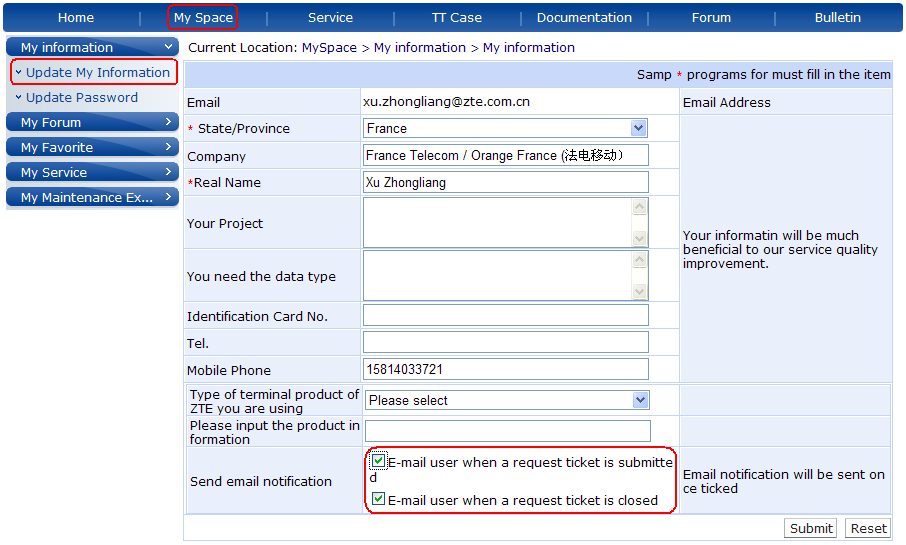 Home My Space Service TT Case Documentation Forum Bulletin
My information
Update My Information
Update Password
My Forum
My Favorite
My Service
My Maintenance Ex...
Current Location: MySpace > My information > My information
Samp * programs for must fill in the item
Email xu.zhongliang@zte.com.cn Email Address
* State/Province France
Company France Telecom / Orange France (法电移动）
*Real Name Xu Zhongliang
Your Project
You need the data type
Your informatin will be much
beneficial to our service quality
improvement.
Identification Card No.
Tel.
Mobile Phone 15814033721
Type of terminal product of
ZTE you are using
Please select
Please input the product in
formation
Send email notification
E-mail user when a request ticket is submitte
d
E-mail user when a request ticket is closed
Email notification will be sent on
ce ticked
Submit Reset